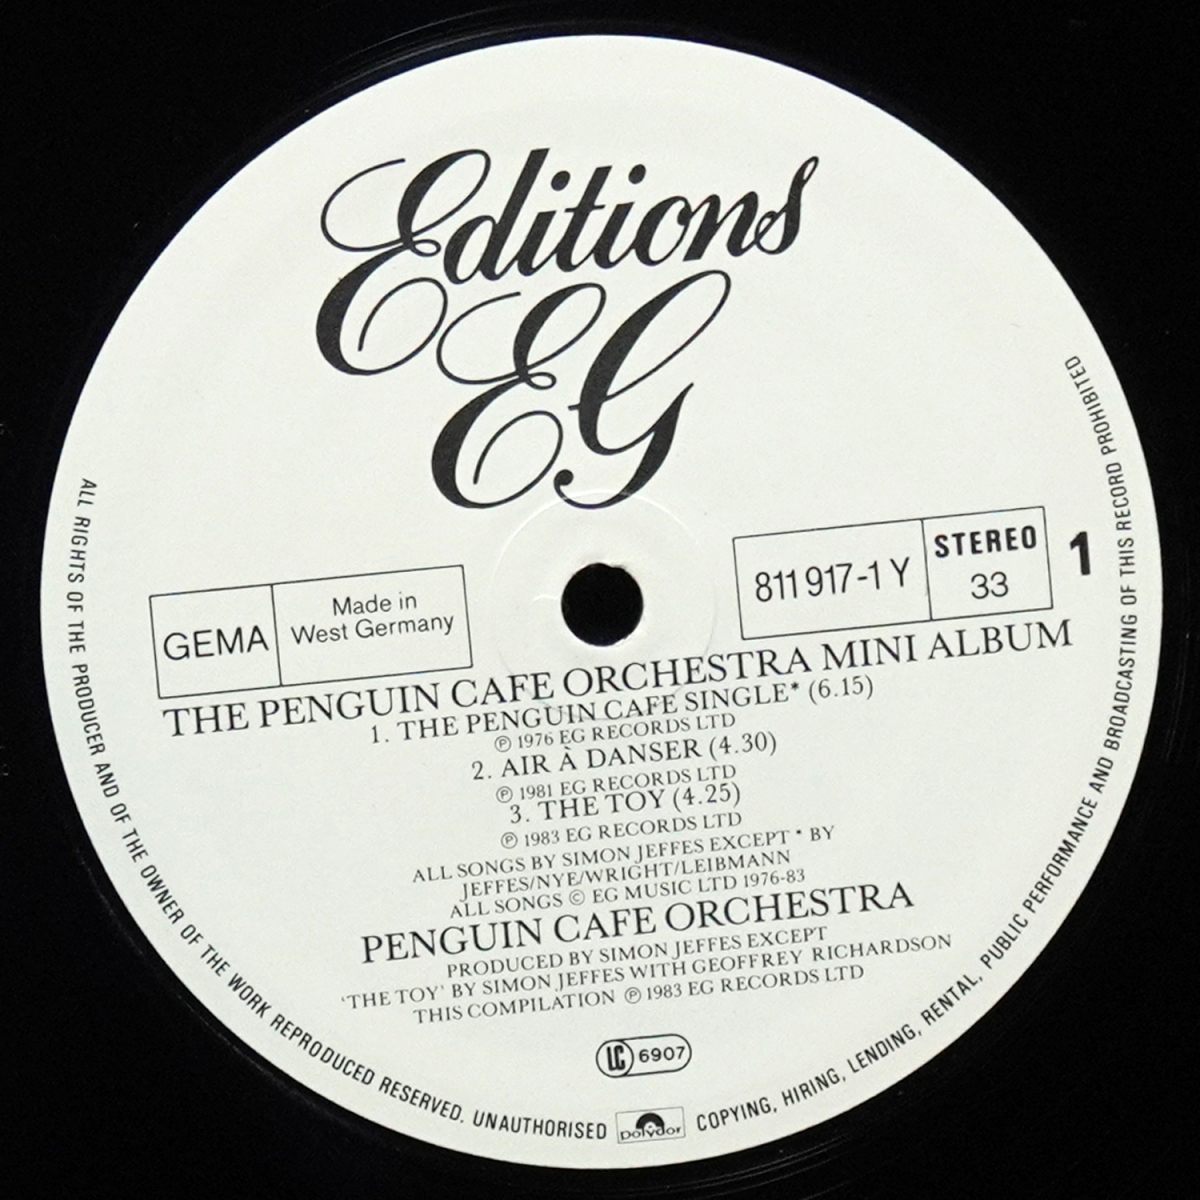 Editions
EG
GEMA
Made in
West Germany
811 917-1 Y
STEREO
33
1
THE PENGUIN CAFE ORCHESTRA MINI ALBUM
1. THE PENGUIN CAFE SINGLE* (6.15)
℗ 1976 EG RECORDS LTD
2. AIR À DANSER (4.30)
℗ 1981 EG RECORDS LTD
3. THE TOY (4.25)
℗ 1983 EG RECORDS LTD
ALL SONGS BY SIMON JEFFES EXCEPT * BY
JEFFES/NYE/WRIGHT/LEIBMANN
ALL SONGS © EG MUSIC LTD 1976-83
PENGUIN CAFE ORCHESTRA
PRODUCED BY SIMON JEFFES EXCEPT
'THE TOY' BY SIMON JEFFES WITH GEOFFREY RICHARDSON
THIS COMPILATION ℗ 1983 EG RECORDS LTD
LC 6907
ALL RIGHTS OF THE PRODUCER AND OF THE OWNER OF THE WORK REPRODUCED RESERVED. UNAUTHORISED polydor COPYING, HIRING, LENDING, RENTAL, PUBLIC PERFORMANCE AND BROADCASTING OF THIS RECORD PROHIBITED